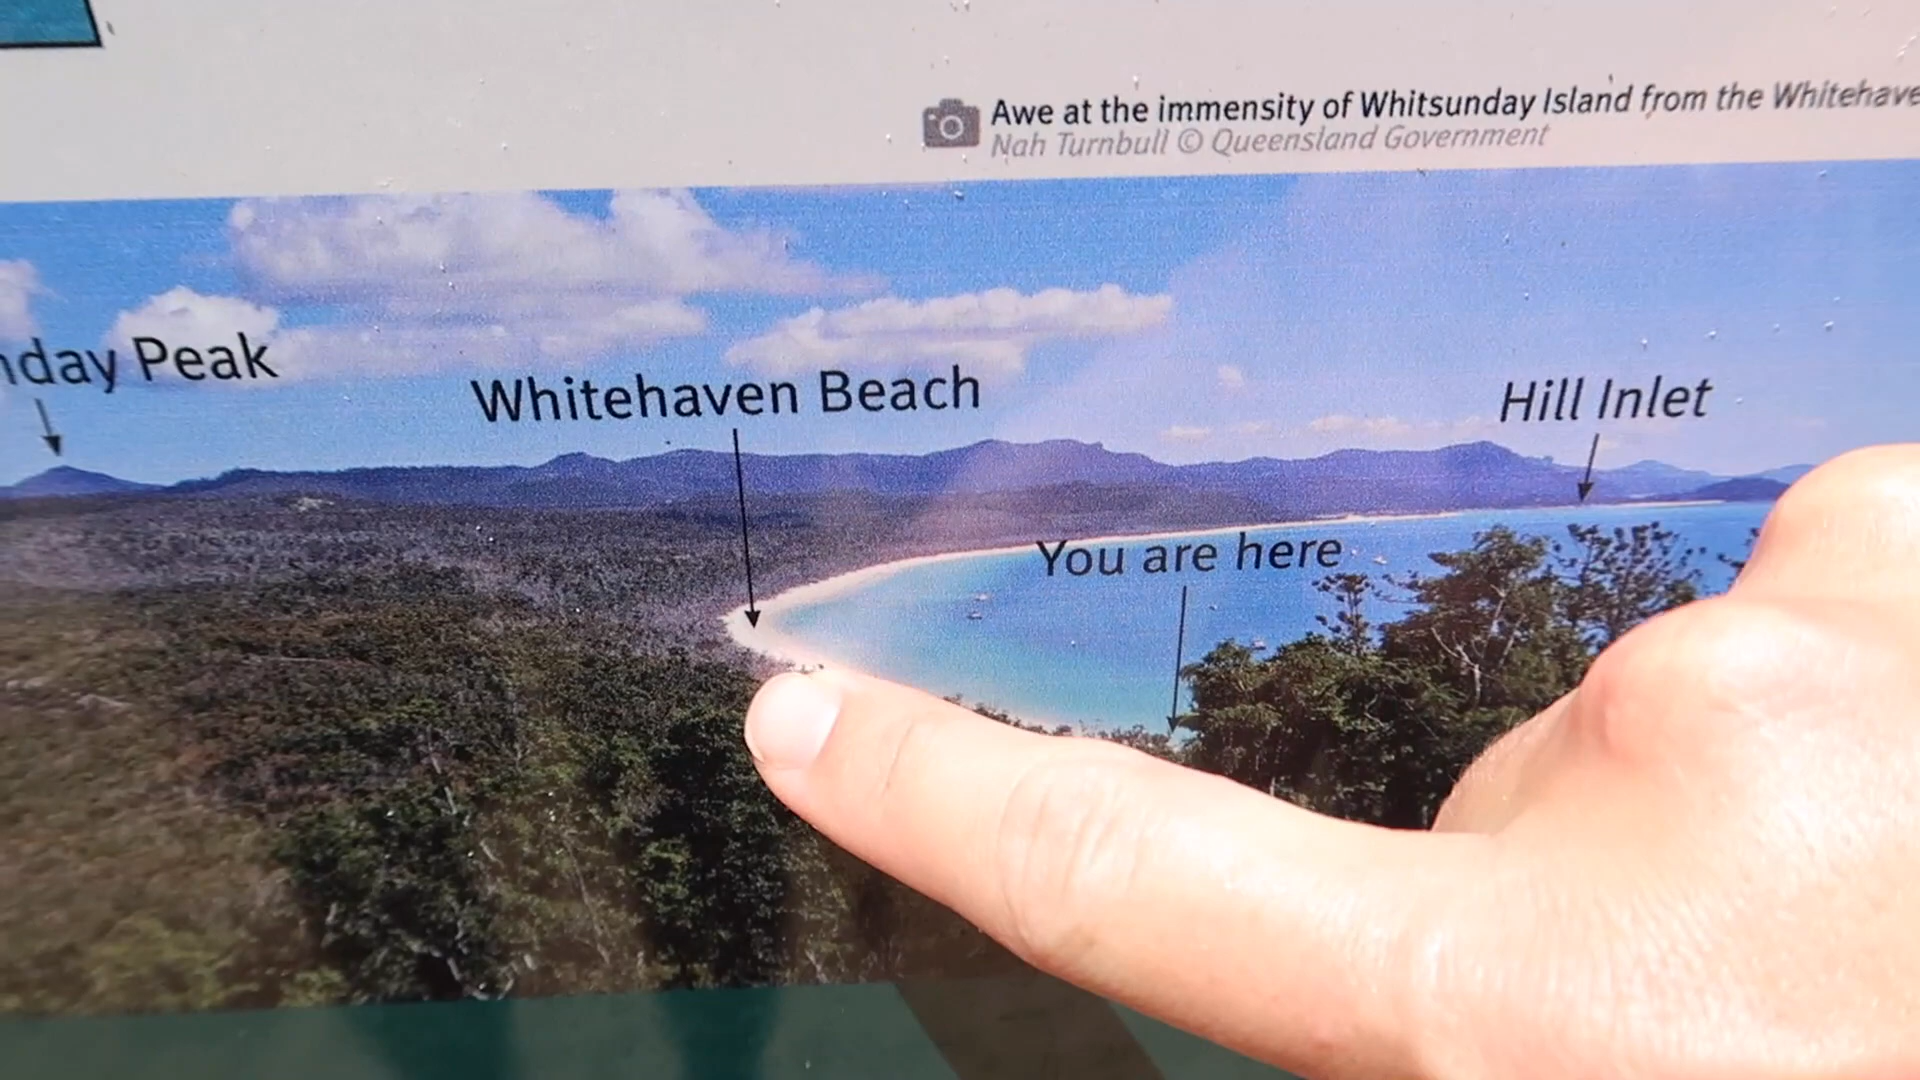 Awe at the immensity of Whitsunday Island from the Whitehave
Nah Turnbull © Queensland Government
nday Peak
Whitehaven Beach
Hill Inlet
You are here